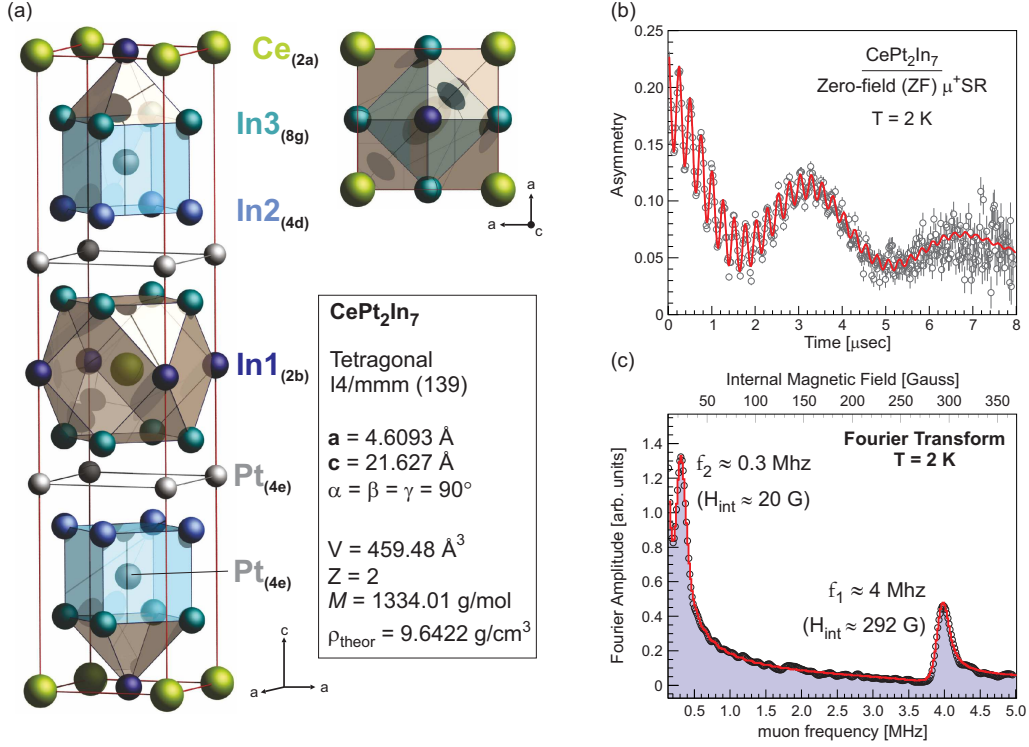 (a)
Ce(2a)
In3(8g)
In2(4d)
In1(2b)
Pt(4e)
Pt(4e)
a
c
c
a
a
CePt2In7
Tetragonal
I4/mmm (139)
a = 4.6093 Å
c = 21.627 Å
α = β = γ = 90°
V = 459.48 Å3
Z = 2
M = 1334.01 g/mol
ρtheor = 9.6422 g/cm3
(b)
0.25
0.20
0.15
0.10
0.05
0
Asymmetry
CePt2In7
Zero-field (ZF) μ+SR
T = 2 K
0 1 2 3 4 5 6 7 8
Time [μsec]
(c)
Internal Magnetic Field [Gauss]
50 100 150 200 250 300 350
Fourier Transform
T = 2 K
f2 ≈ 0.3 Mhz
(Hint ≈ 20 G)
f1 ≈ 4 Mhz
(Hint ≈ 292 G)
1.4
1.2
1.0
0.8
0.6
0.4
0.2
0
Fourier Amplitude [arb. units]
0.5 1.0 1.5 2.0 2.5 3.0 3.5 4.0 4.5 5.0
muon frequency [MHz]